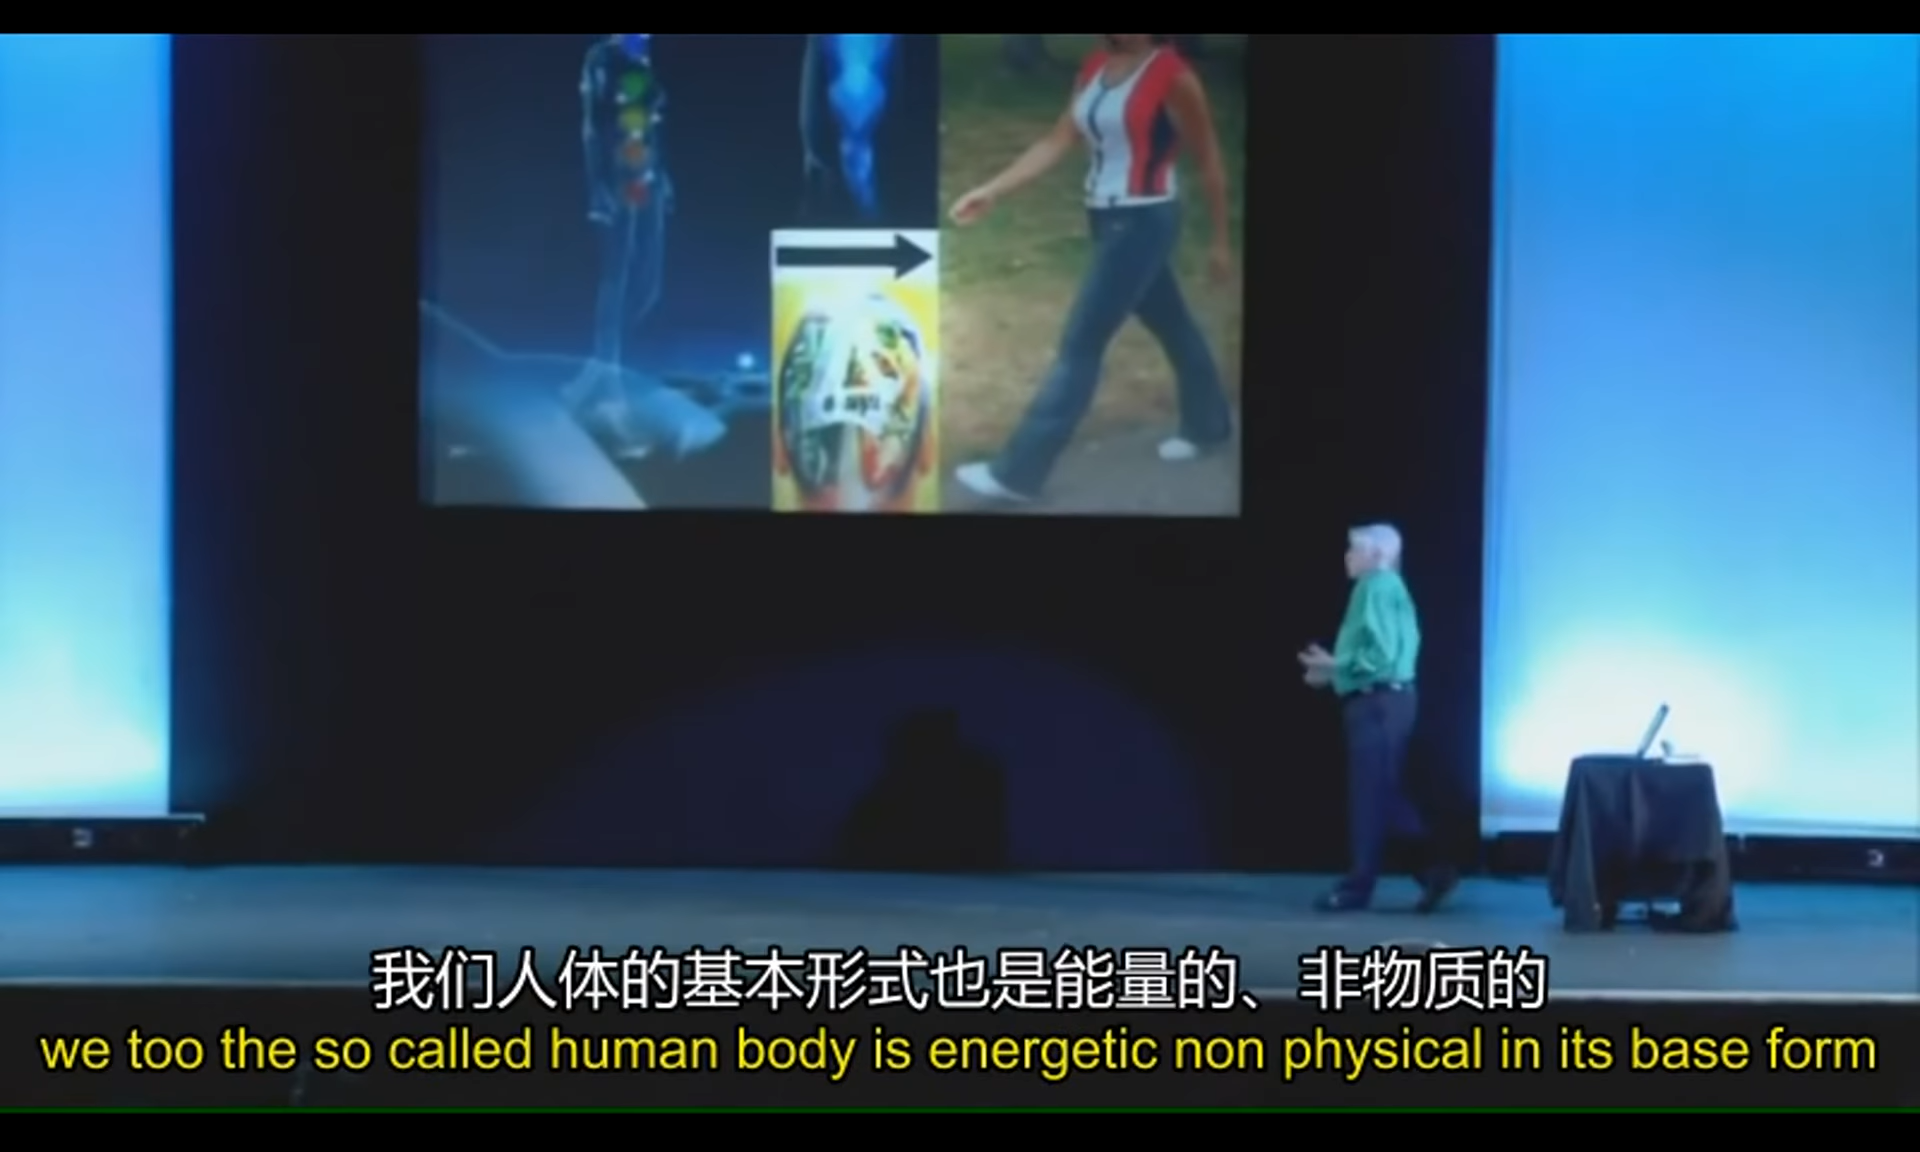 我们人体的基本形式也是能量的、非物质的
we too the so called human body is energetic non physical in its base form